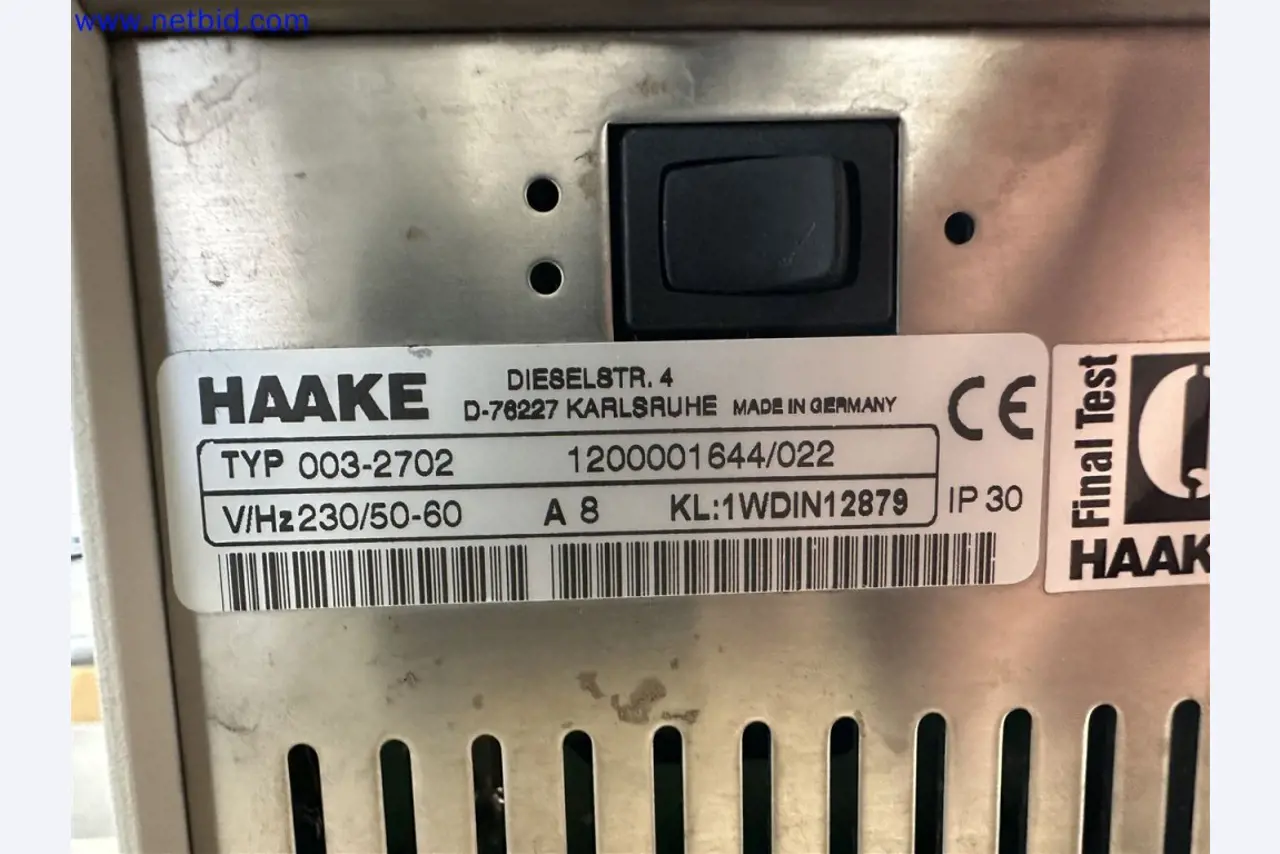 www.netbid.com
HAAKE
DIESELSTR. 4
D-76227 KARLSRUHE MADE IN GERMANY
CE
TYP 003-2702 1200001644/022
V/Hz 230/50-60 A 8 KL:1WDIN12879
IP 30
Final Test
HAAK